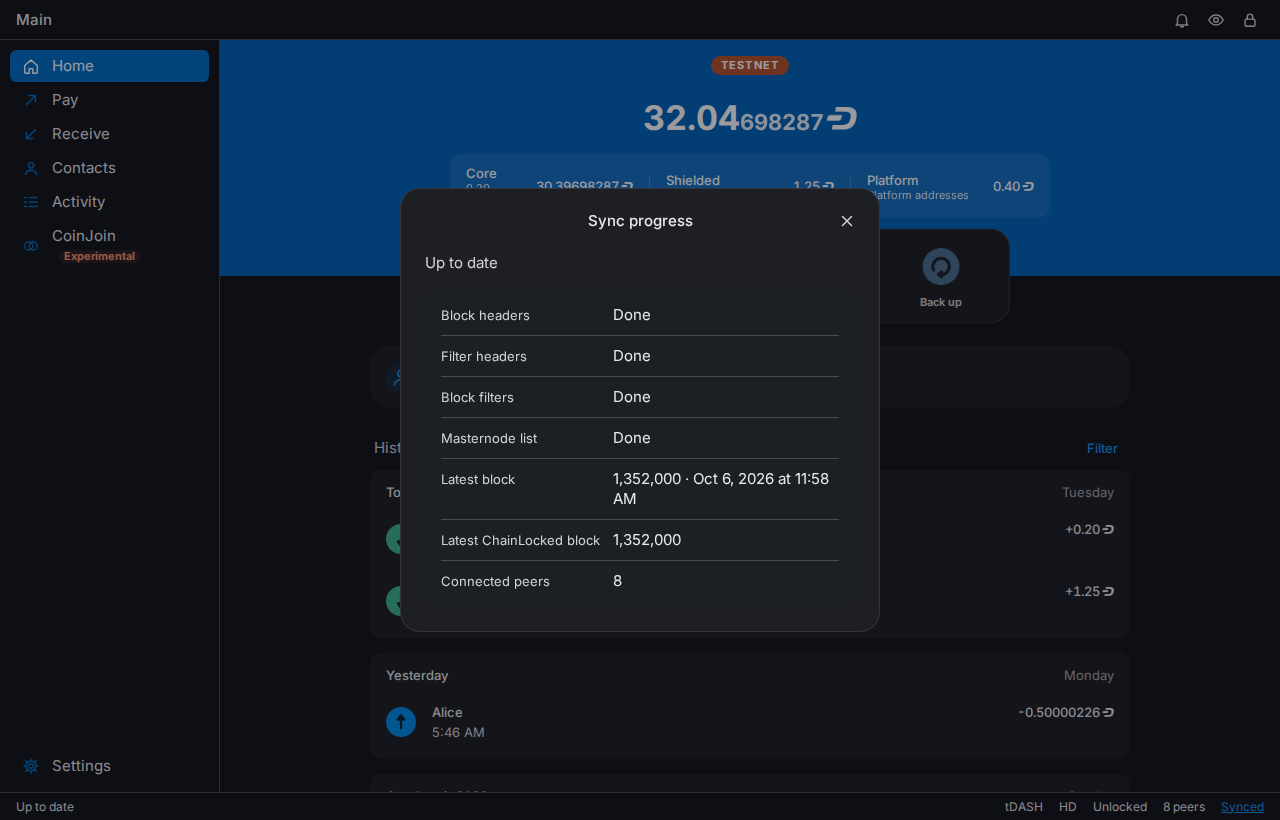 Main
Home
Pay
Receive
Contacts
Activity
CoinJoin
Experimental
Settings
TESTNET
32.04698287
Core
30.39698287
Shielded
1.25
Platform
Platform addresses
0.40
Sync progress
Up to date
Block headers Done
Filter headers Done
Block filters Done
Masternode list Done
Latest block 1,352,000 · Oct 6, 2026 at 11:58
AM
Latest ChainLocked block 1,352,000
Connected peers 8
Back up
Filter
Tuesday
+0.20
+1.25
Yesterday Monday
Alice -0.50000226
5:46 AM
Up to date tDASH HD Unlocked 8 peers Synced